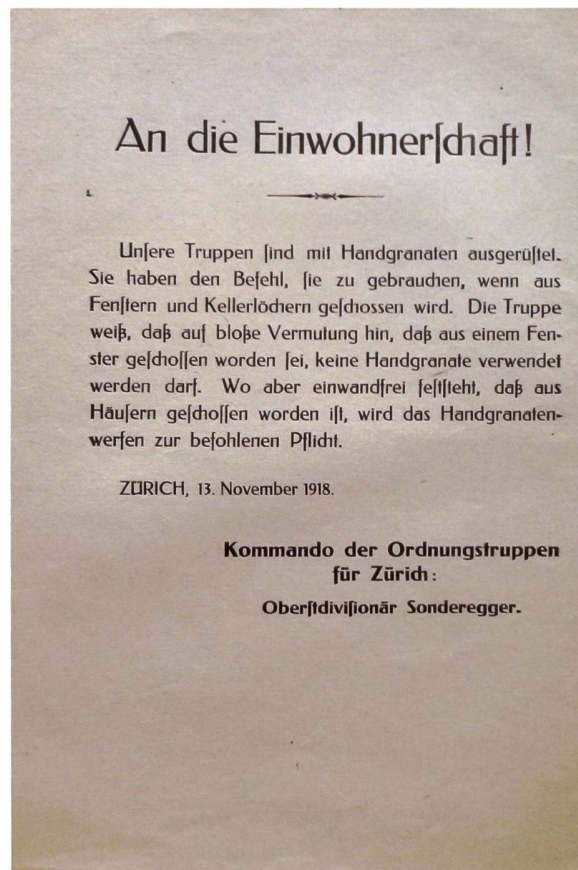 An die Einwohnerſchaft!
Unſere Truppen ſind mit Handgranaten ausgerüſtet.
Sie haben den Befehl, ſie zu gebrauchen, wenn aus
Fenſtern und Kellerlöchern geſchossen wird. Die Truppe
weiß, daß auf bloße Vermutung hin, daß aus einem Fen-
ster geſchoſſen worden ſei, keine Handgranate verwendet
werden darf. Wo aber einwandfrei feſtſteht, daß aus
Häuſern geſchoſſen worden iſt, wird das Handgranaten-
werfen zur befohlenen Pflicht.
ZÜRICH, 13. November 1918.
Kommando der Ordnungstruppen
für Zürich:
Oberſtdiviſionär Sonderegger.